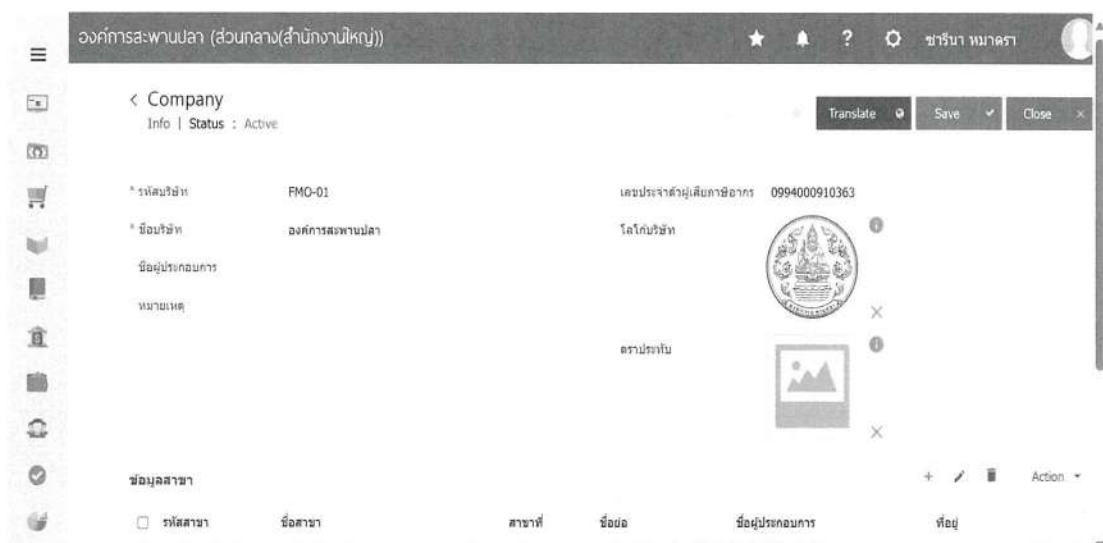 องค์การสะพานปลา (ส่วนกลาง(สำนักงานใหญ่))
? ซารีนา หมาดรา
< Company
Info | Status : Active
Translate Save Close ×
* รหัสบริษัท FMO-01 เลขประจำตัวผู้เสียภาษีอากร 0994000910363
* ชื่อบริษัท องค์การสะพานปลา โลโก้บริษัท
ชื่อผู้ประกอบการ
หมายเหตุ
ตราประทับ
ข้อมูลสาขา + Action
รหัสสาขา ชื่อสาขา สาขาที่ ชื่อย่อ ชื่อผู้ประกอบการ ที่อยู่